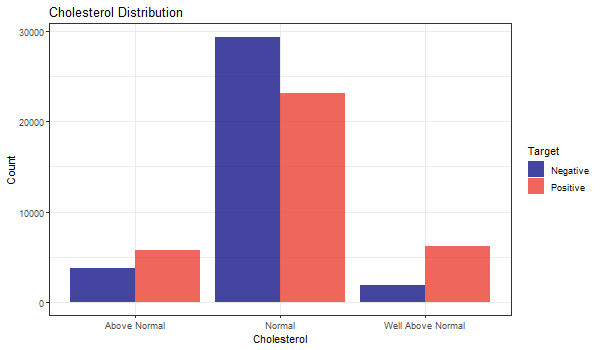 Cholesterol Distribution
30000
20000
10000
0
Count
Above Normal
Normal
Well Above Normal
Cholesterol
Target
Negative
Positive